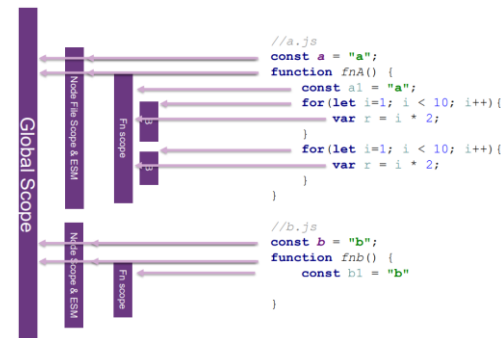 //a.js
const a = "a";
function fnA() {
const a1 = "a";
for(let i=1; i < 10; i++){
var r = i * 2;
}
for(let i=1; i < 10; i++){
var r = i * 2;
}
}
//b.js
const b = "b";
function fnb() {
const b1 = "b"
}
Global Scope
Node File Scope & ESM
Fn scope
B
B
Node Scope & ESM
Fn scope